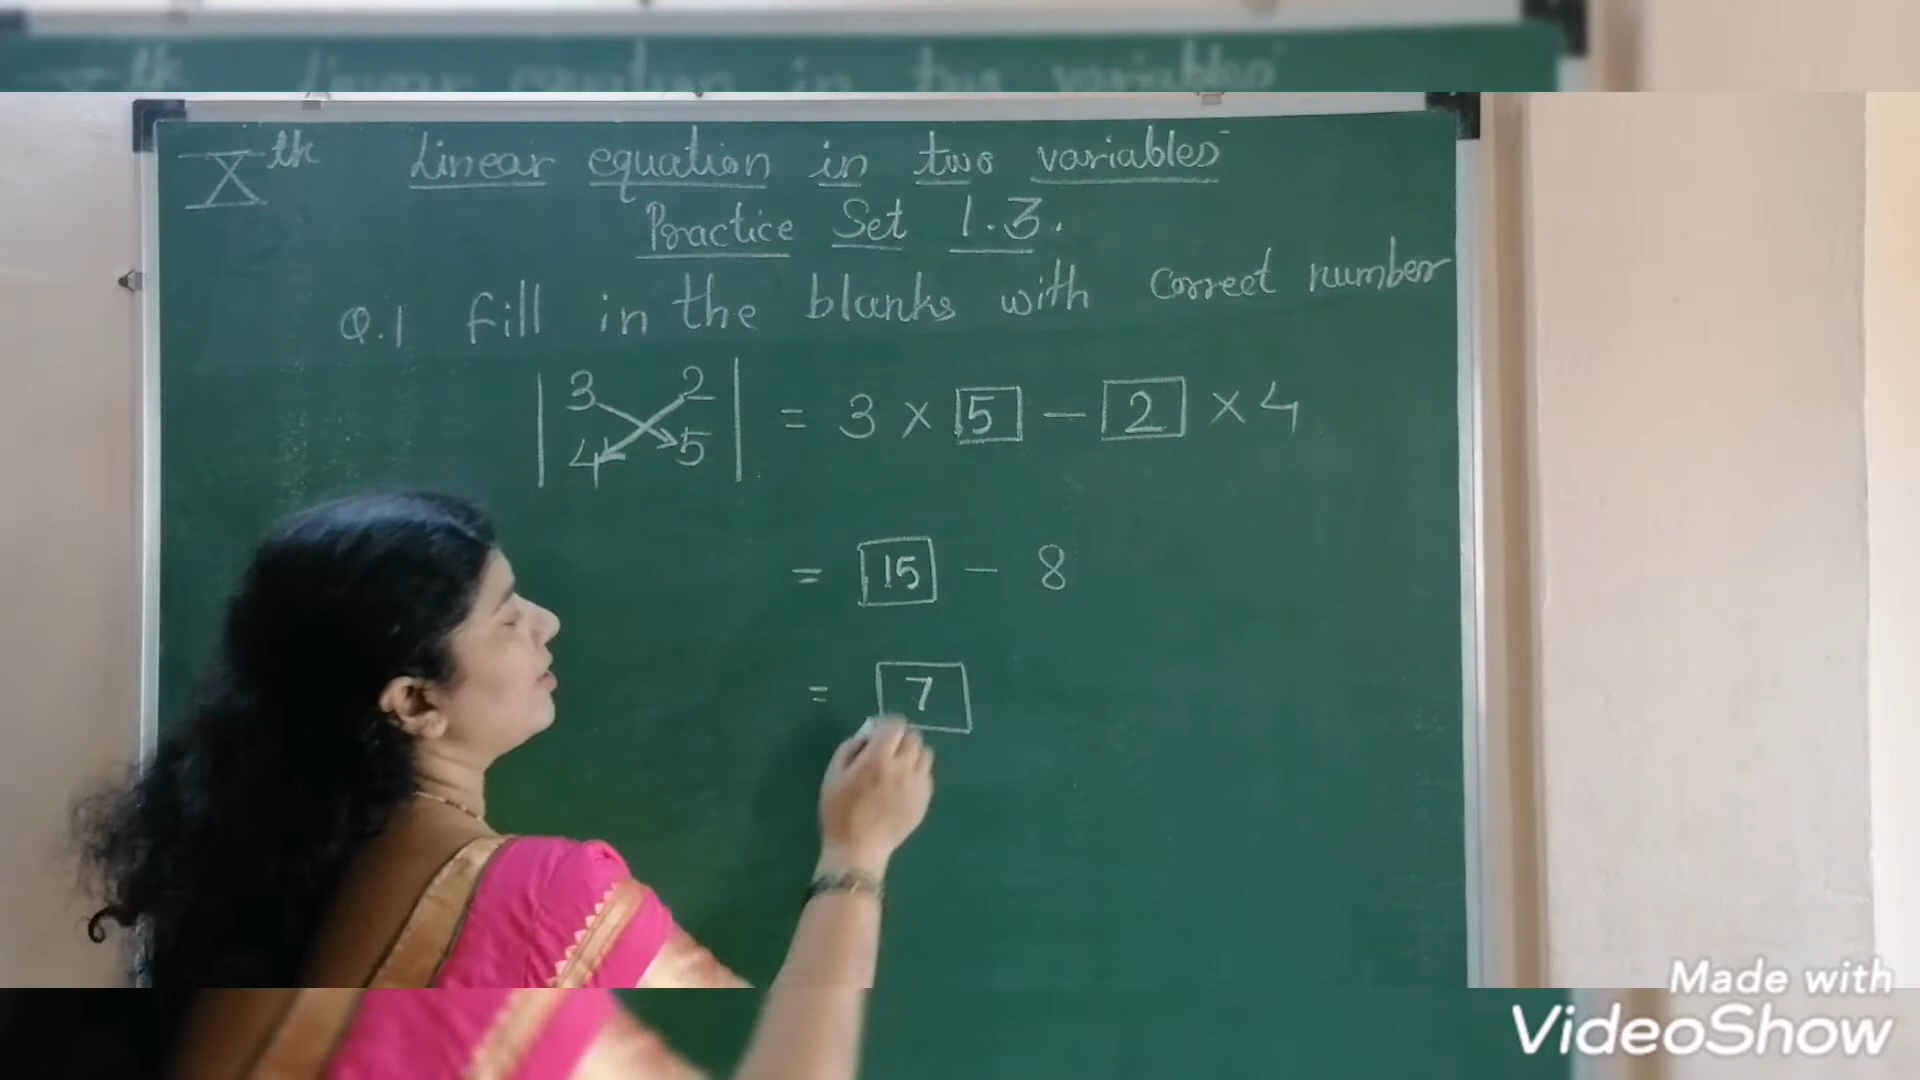 Xth Linear equation in two variables
Practice Set 1.3.
Q.1 fill in the blanks with correct number
| 3 2 |
| 4 5 | = 3 × 5 − 2 × 4
= 15 − 8
= 7
Made with
VideoShow